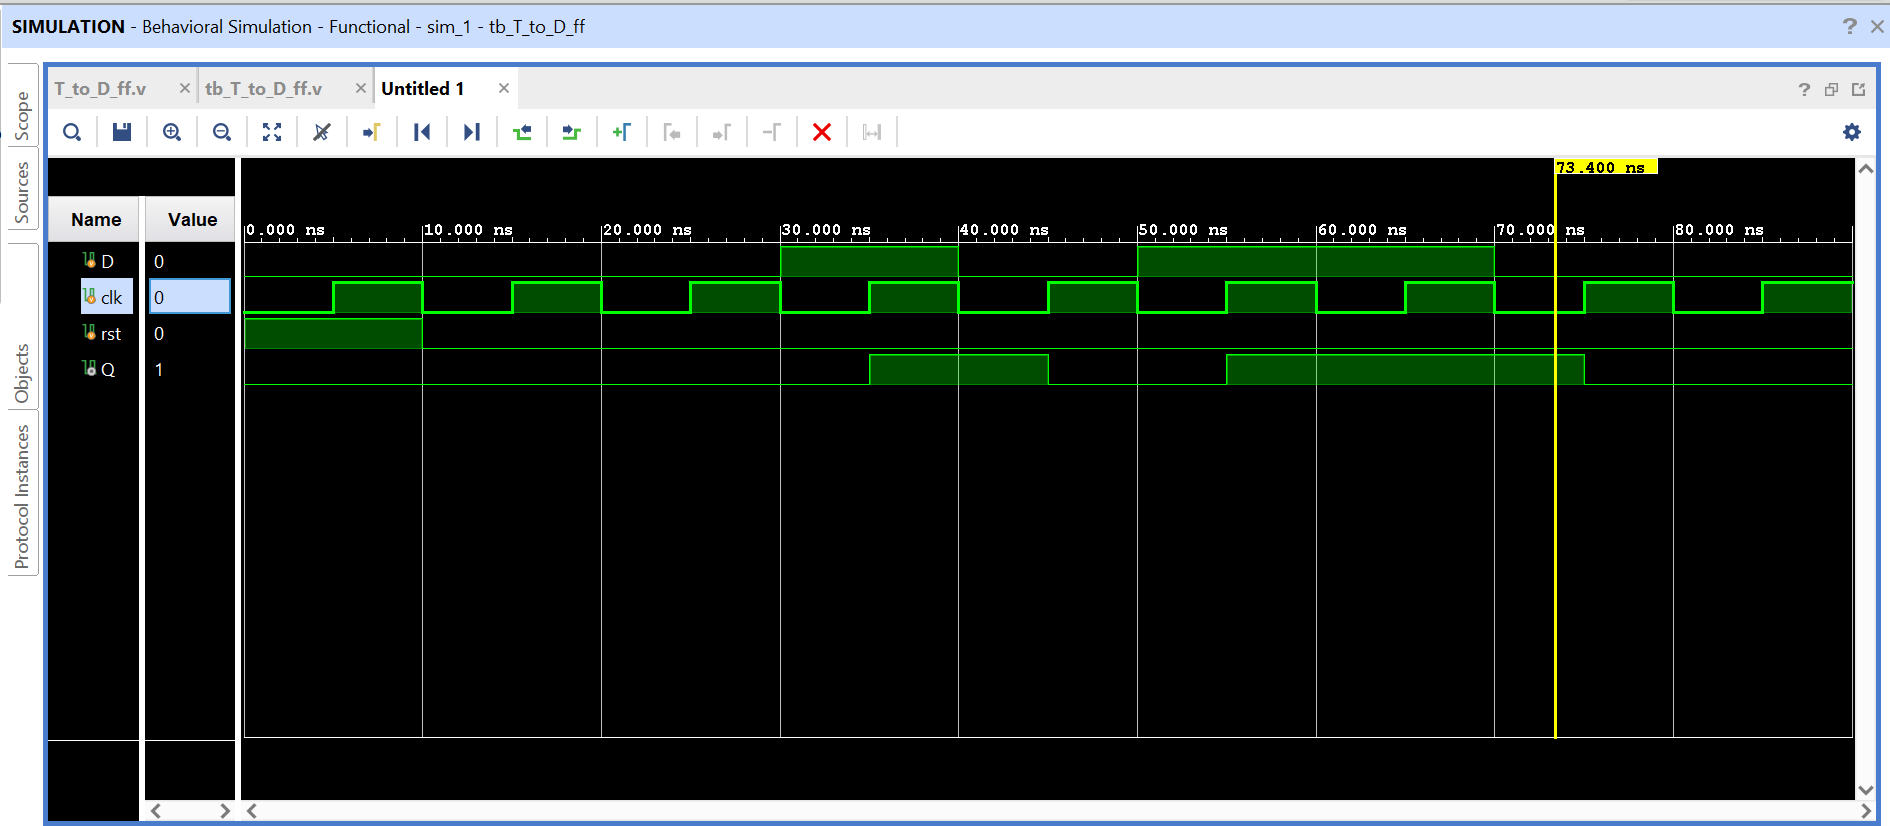 SIMULATION - Behavioral Simulation - Functional - sim_1 - tb_T_to_D_ff
? ×
Scope
Sources
Objects
Protocol Instances
T_to_D_ff.v × tb_T_to_D_ff.v × Untitled 1 ×
?
73.400 ns
Name Value
0.000 ns 10.000 ns 20.000 ns 30.000 ns 40.000 ns 50.000 ns 60.000 ns 70.000 ns 80.000 ns
D 0
clk 0
rst 0
Q 1